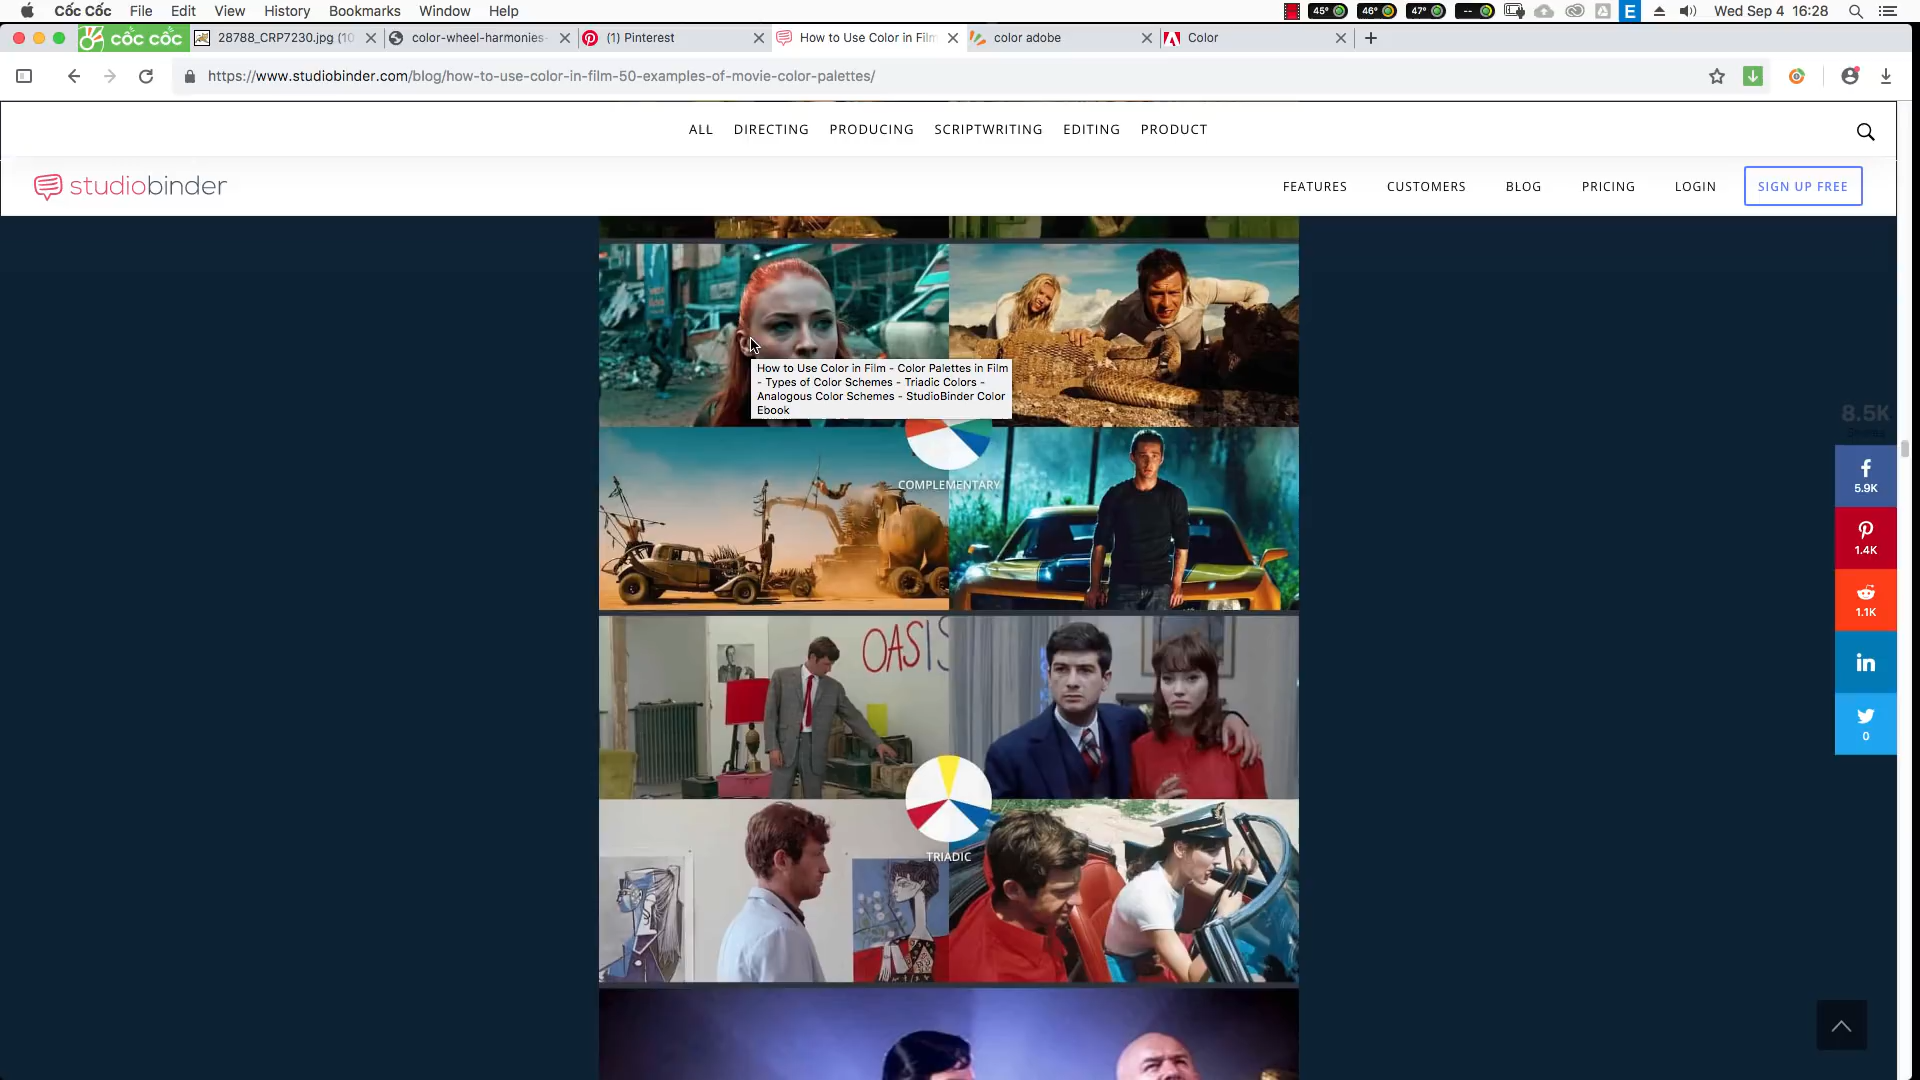 Cốc Cốc File Edit View History Bookmarks Window Help 45° 46° 47° -- E Wed Sep 4 16:28
cốc cốc 28788_CRP7230.jpg (10 color-wheel-harmonies- (1) Pinterest How to Use Color in Film color adobe Color
https://www.studiobinder.com/blog/how-to-use-color-in-film-50-examples-of-movie-color-palettes/
ALL DIRECTING PRODUCING SCRIPTWRITING EDITING PRODUCT
studiobinder FEATURES CUSTOMERS BLOG PRICING LOGIN SIGN UP FREE
How to Use Color in Film - Color Palettes in Film
- Types of Color Schemes - Triadic Colors -
Analogous Color Schemes - StudioBinder Color
Ebook
COMPLEMENTARY
OASIS
TRIADIC
8.5K
5.9K
1.4K
1.1K
in
0